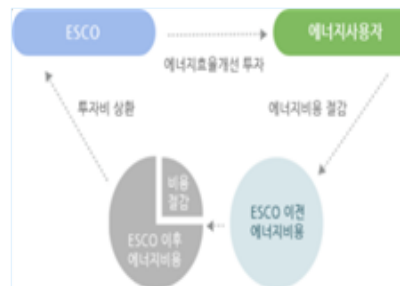 ESCO
에너지사용자
에너지효율개선 투자
투자비 상환
에너지비용 절감
비용
절감
ESCO 이후
에너지비용
ESCO 이전
에너지비용